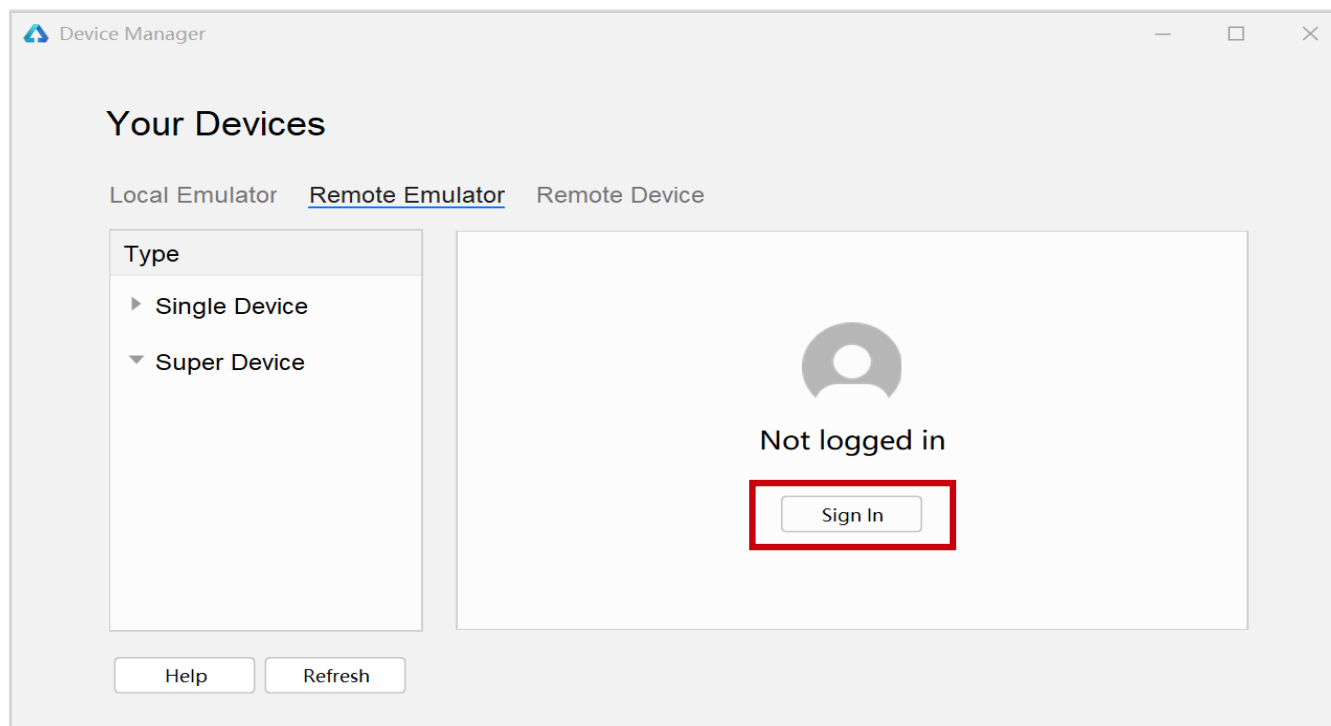 Device Manager
Your Devices
Local Emulator Remote Emulator Remote Device
Type
Single Device
Super Device
Not logged in
Sign In
Help Refresh